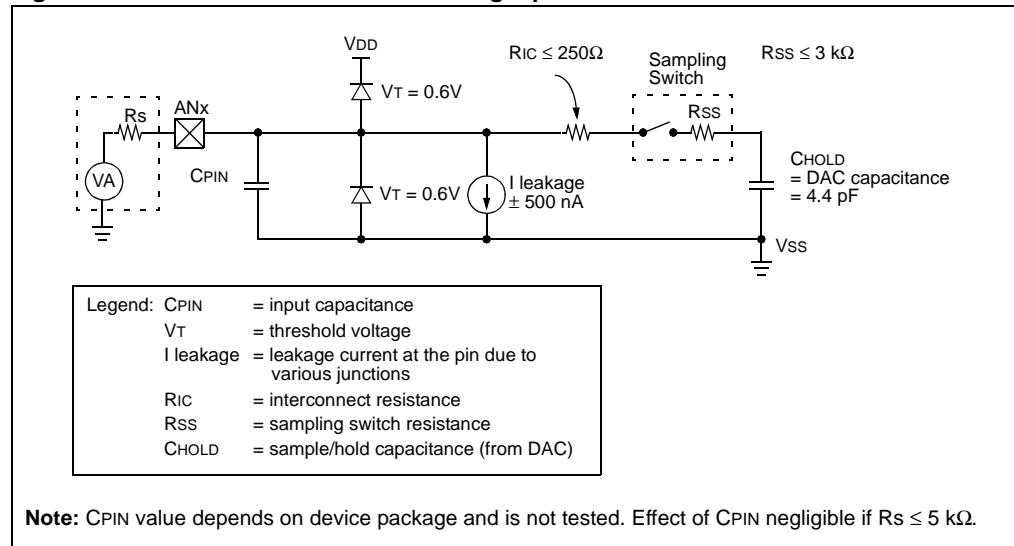 VDD
RIC ≤ 250Ω
Sampling
Switch
RSS ≤ 3 kΩ
VT = 0.6V
Rs
ANx
RSS
VA
CPIN
VT = 0.6V
I leakage
± 500 nA
CHOLD
= DAC capacitance
= 4.4 pF
VSS
Legend: CPIN = input capacitance
VT = threshold voltage
I leakage = leakage current at the pin due to
various junctions
RIC = interconnect resistance
RSS = sampling switch resistance
CHOLD = sample/hold capacitance (from DAC)
Note: CPIN value depends on device package and is not tested. Effect of CPIN negligible if Rs ≤ 5 kΩ.